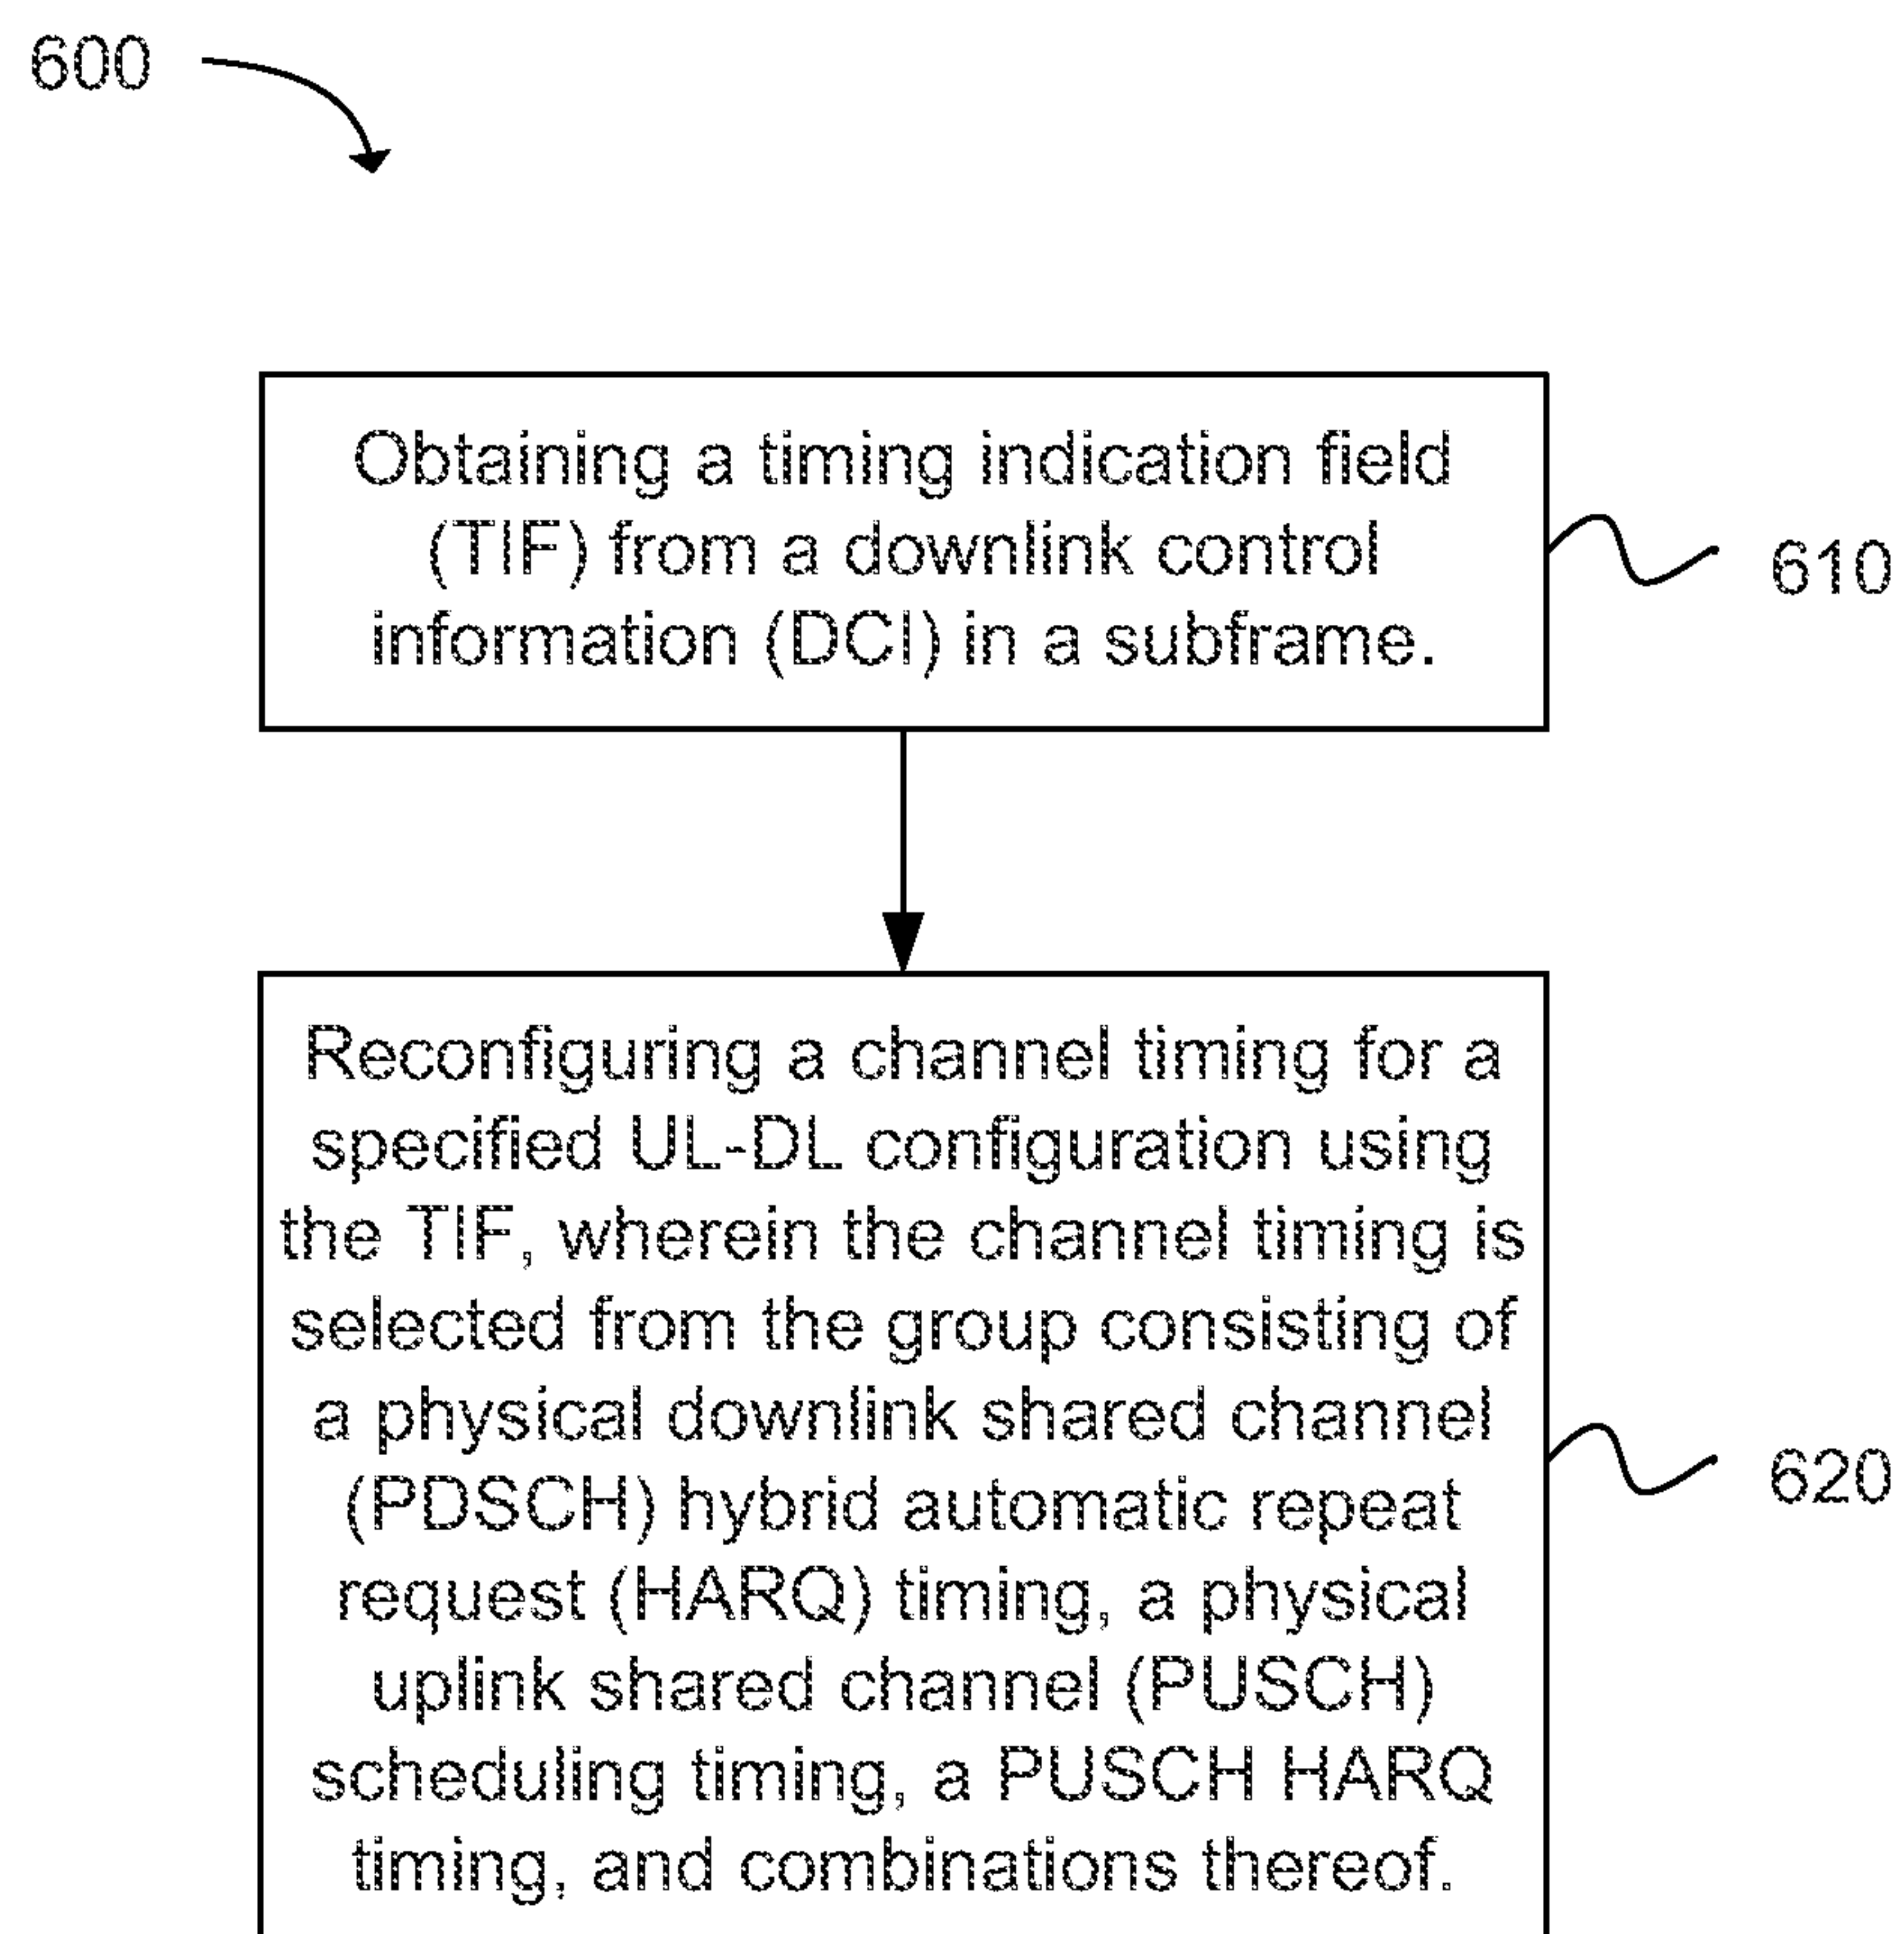 600
Obtaining a timing indication field
(TIF) from a downlink control
information (DCI) in a subframe.
610
Reconfiguring a channel timing for a
specified UL-DL configuration using
the TIF, wherein the channel timing is
selected from the group consisting of
a physical downlink shared channel
(PDSCH) hybrid automatic repeat
request (HARQ) timing, a physical
uplink shared channel (PUSCH)
scheduling timing, a PUSCH HARQ
timing, and combinations thereof.
620